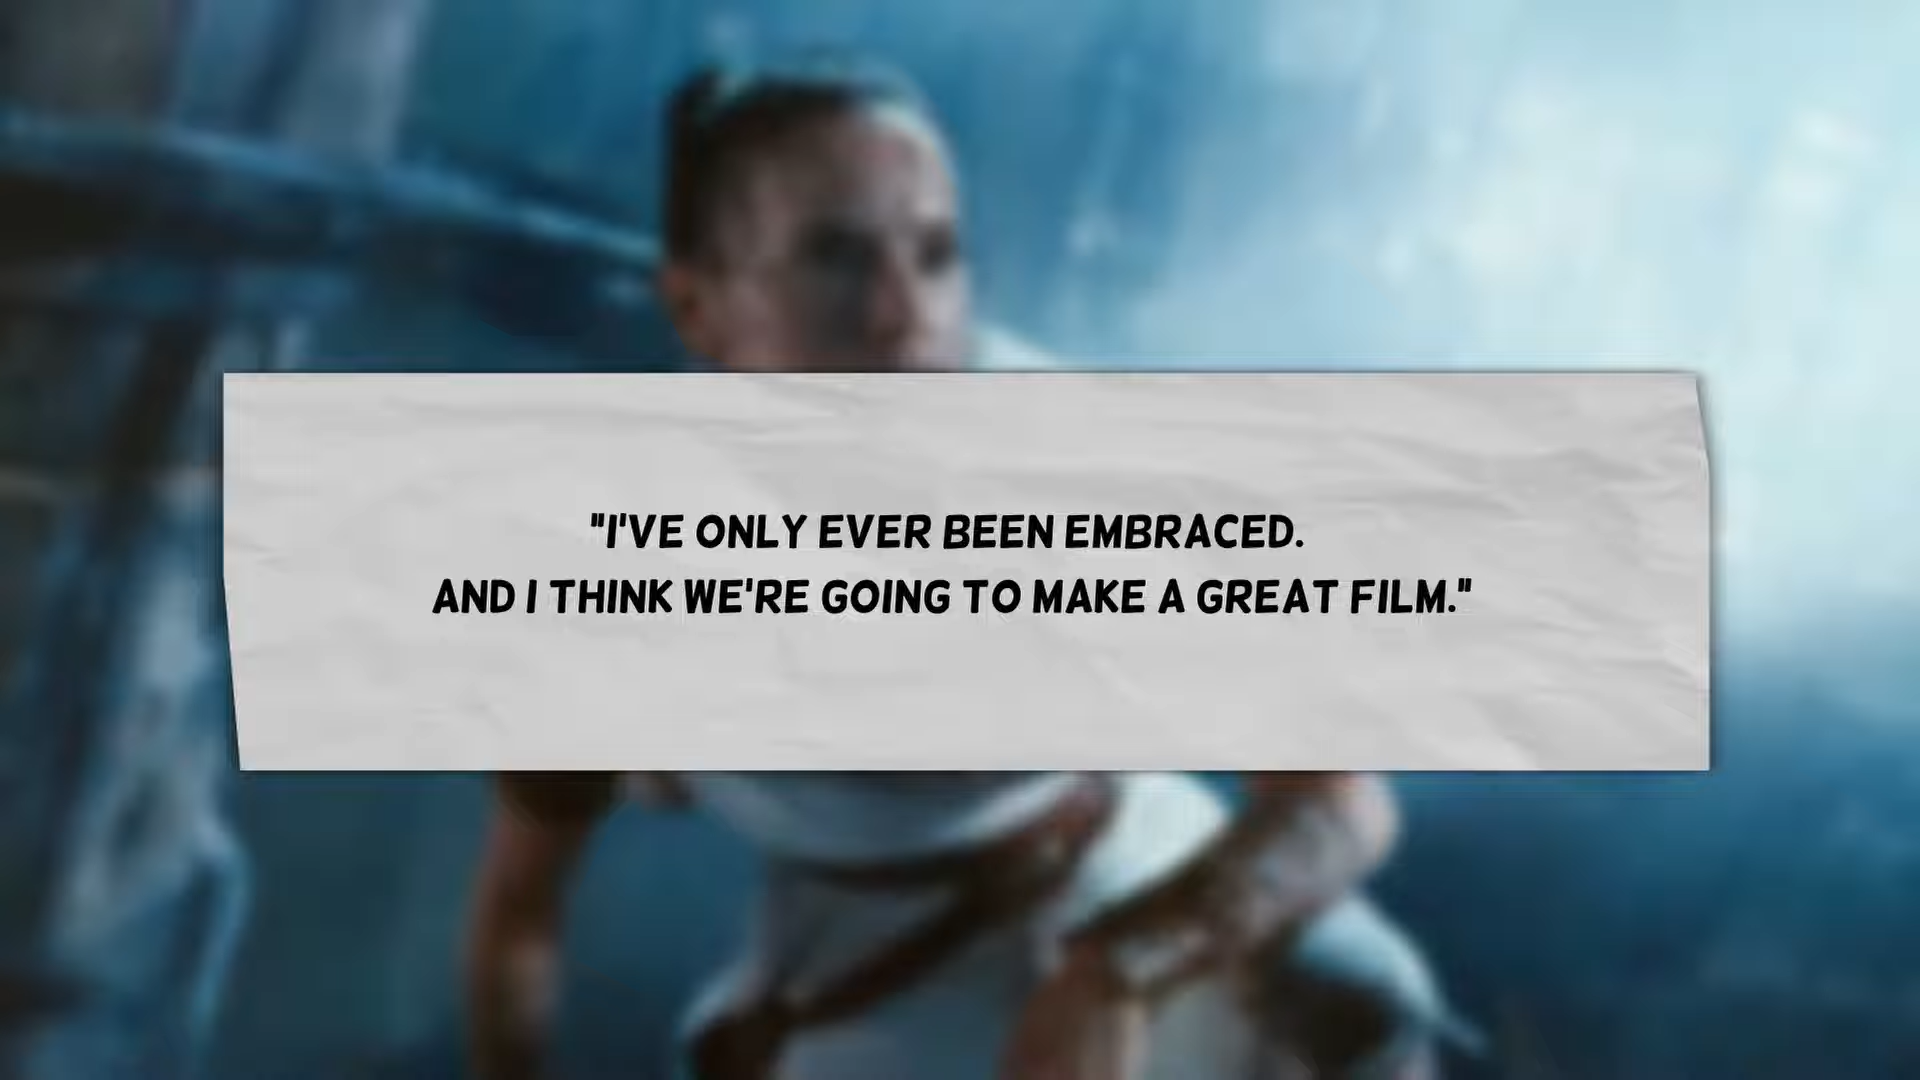 "I'VE ONLY EVER BEEN EMBRACED.
AND I THINK WE'RE GOING TO MAKE A GREAT FILM."